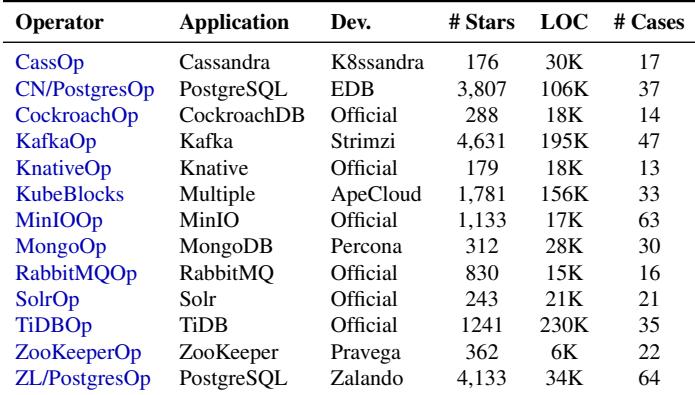 Operator Application Dev. # Stars LOC # Cases
CassOp Cassandra K8ssandra 176 30K 17
CN/PostgresOp PostgreSQL EDB 3,807 106K 37
CockroachOp CockroachDB Official 288 18K 14
KafkaOp Kafka Strimzi 4,631 195K 47
KnativeOp Knative Official 179 18K 13
KubeBlocks Multiple ApeCloud 1,781 156K 33
MinIOOp MinIO Official 1,133 17K 63
MongoOp MongoDB Percona 312 28K 30
RabbitMQOp RabbitMQ Official 830 15K 16
SolrOp Solr Official 243 21K 21
TiDBOp TiDB Official 1241 230K 35
ZooKeeperOp ZooKeeper Pravega 362 6K 22
ZL/PostgresOp PostgreSQL Zalando 4,133 34K 64